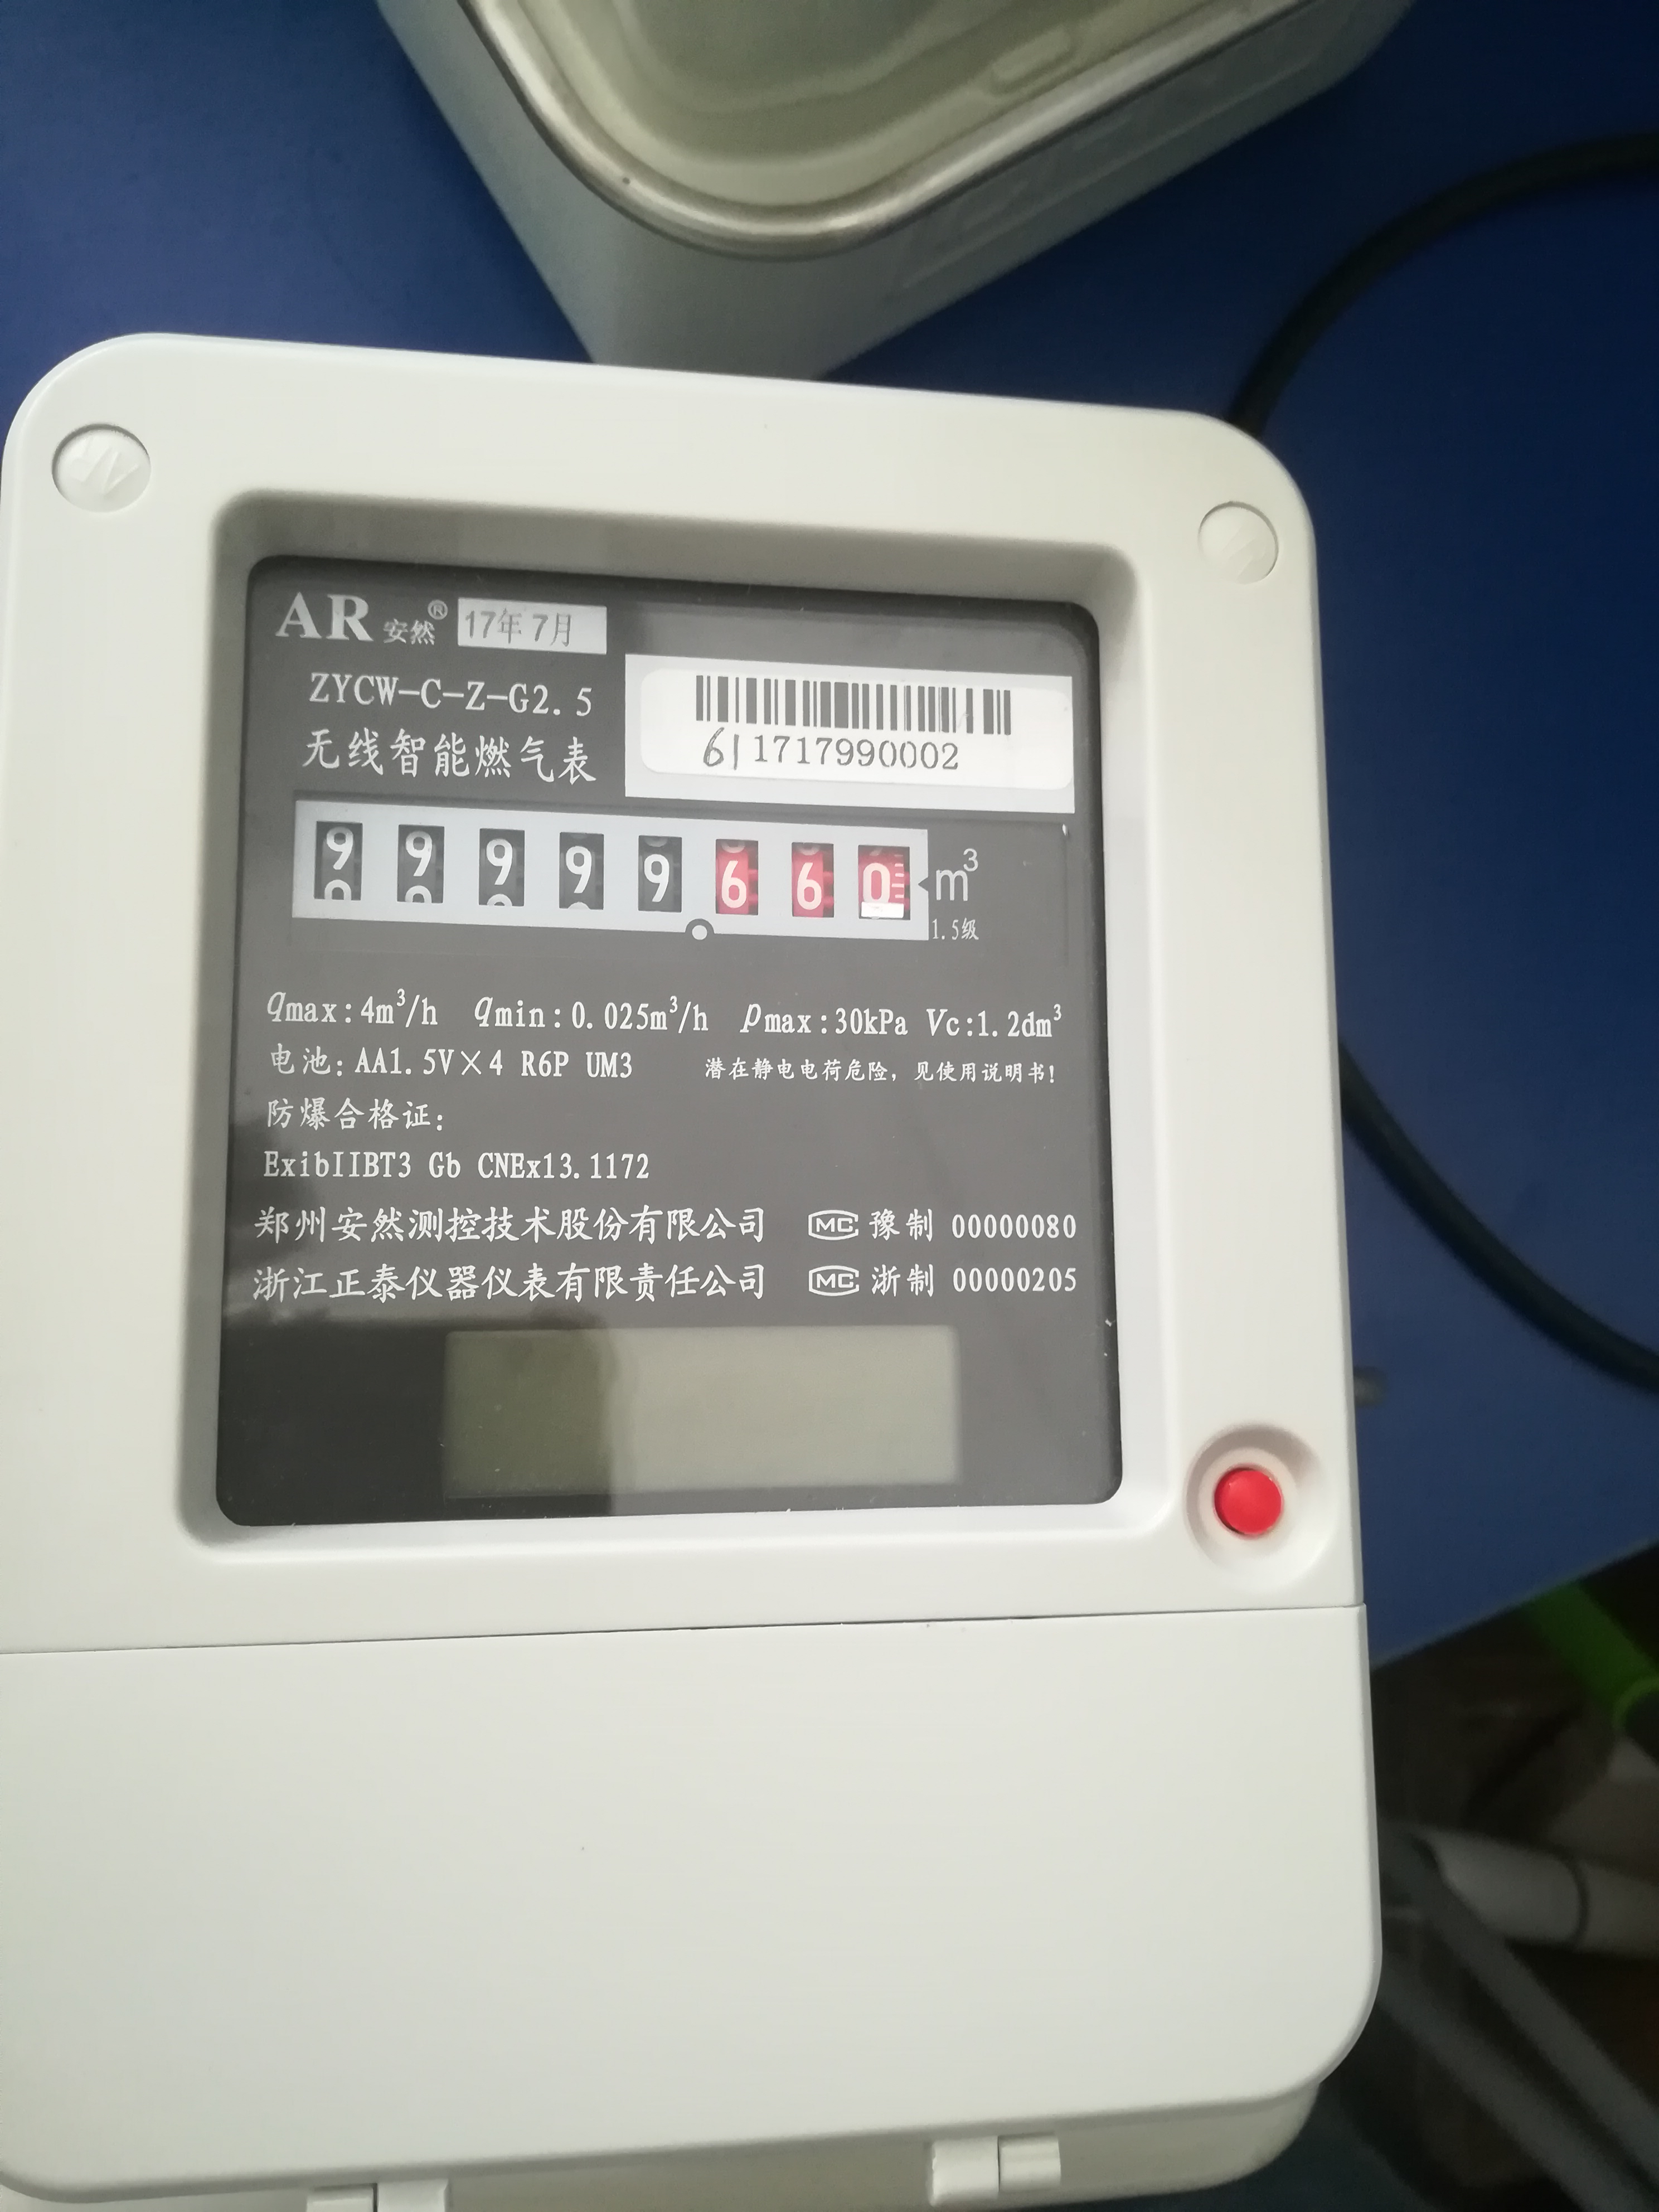 AR 安然® 17年7月
ZYCW-C-Z-G2.5
无线智能燃气表
61 1717990002
99999660 m³
1.5级
qmax:4m³/h qmin:0.025m³/h pmax:30kPa Vc:1.2dm³
电池:AA1.5V×4 R6P UM3 潜在静电电荷危险，见使用说明书!
防爆合格证:
ExibIIBT3 Gb CNEx13.1172
郑州安然测控技术股份有限公司 MC 豫制 00000080
浙江正泰仪器仪表有限责任公司 MC 浙制 00000205